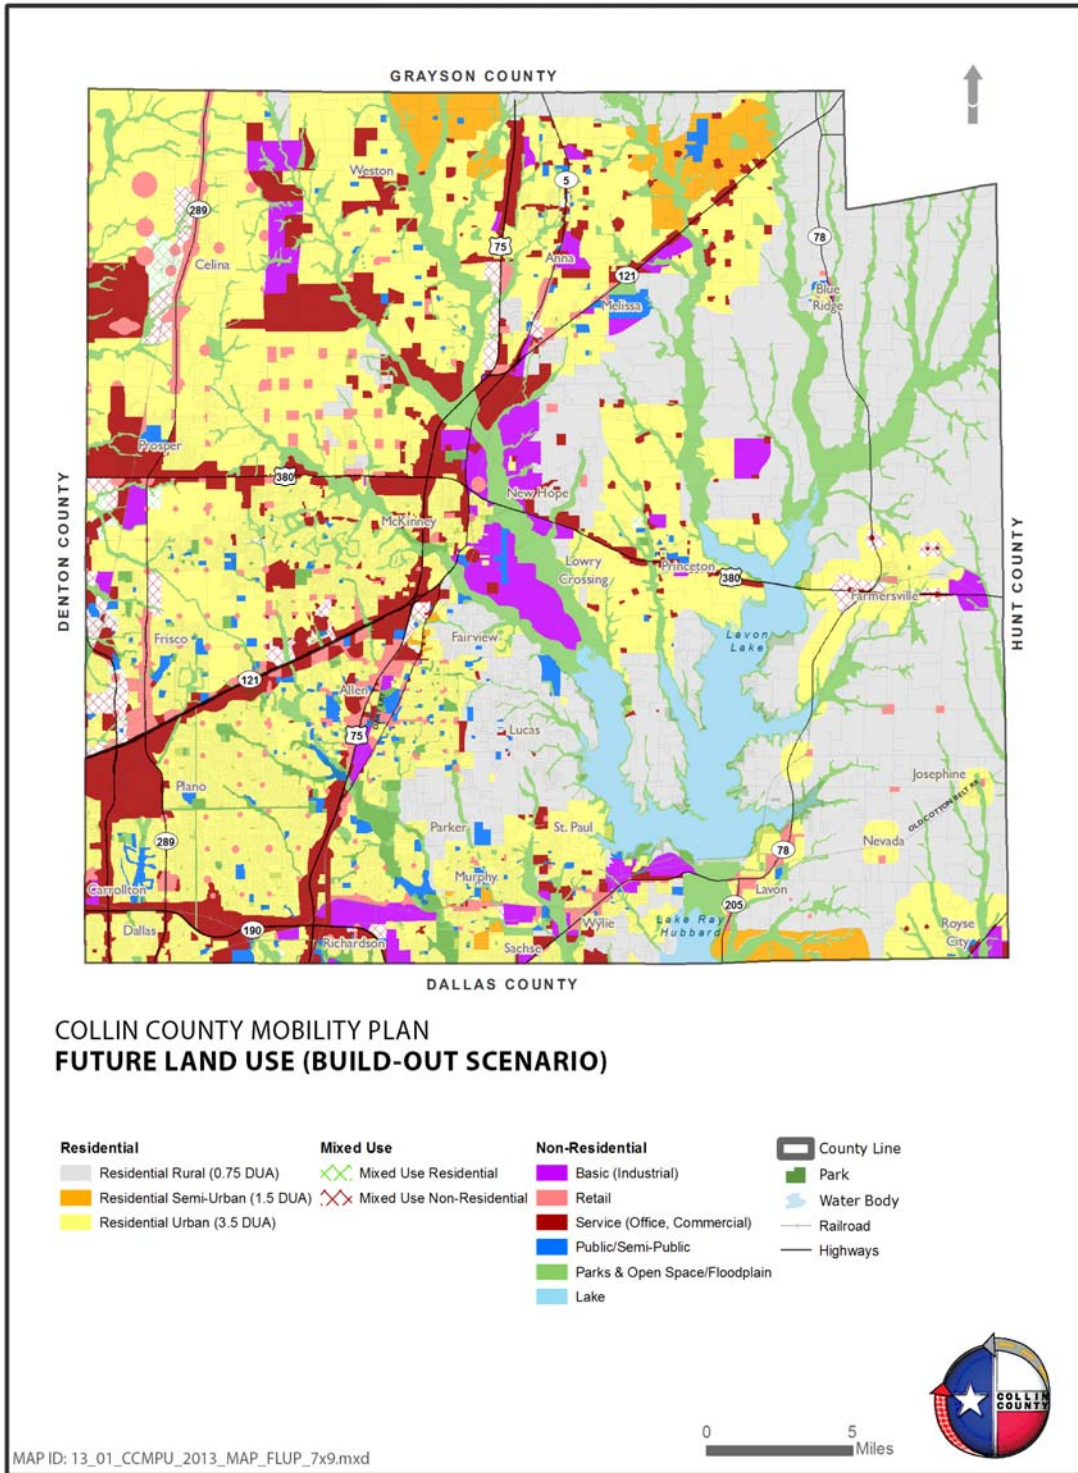 GRAYSON COUNTY
Weston
5
289
75
78
Celina
Anna
121
Melissa
Blue
Ridge
Prosper
380
New Hope
DENTON COUNTY
HUNT COUNTY
McKinney
Lowry
Crossing
Princeton
380
Farmersville
Frisco
Fairview
Lavon
Lake
121
Allen
75
Lucas
Plano
Josephine
OLD COTTON BELT RR
289
Parker
St. Paul
Nevada
78
Murphy
Carrollton
Lavon
205
Dallas
190
Richardson
Wylie
Lake Ray
Hubbard
Royse
City
Sachse
DALLAS COUNTY
COLLIN COUNTY MOBILITY PLAN
FUTURE LAND USE (BUILD-OUT SCENARIO)
Residential
Residential Rural (0.75 DUA)
Residential Semi-Urban (1.5 DUA)
Residential Urban (3.5 DUA)
Mixed Use
Mixed Use Residential
Mixed Use Non-Residential
Non-Residential
Basic (Industrial)
Retail
Service (Office, Commercial)
Public/Semi-Public
Parks & Open Space/Floodplain
Lake
County Line
Park
Water Body
Railroad
Highways
COLLIN
COUNTY
0 5
Miles
MAP ID: 13_01_CCMPU_2013_MAP_FLUP_7x9.mxd